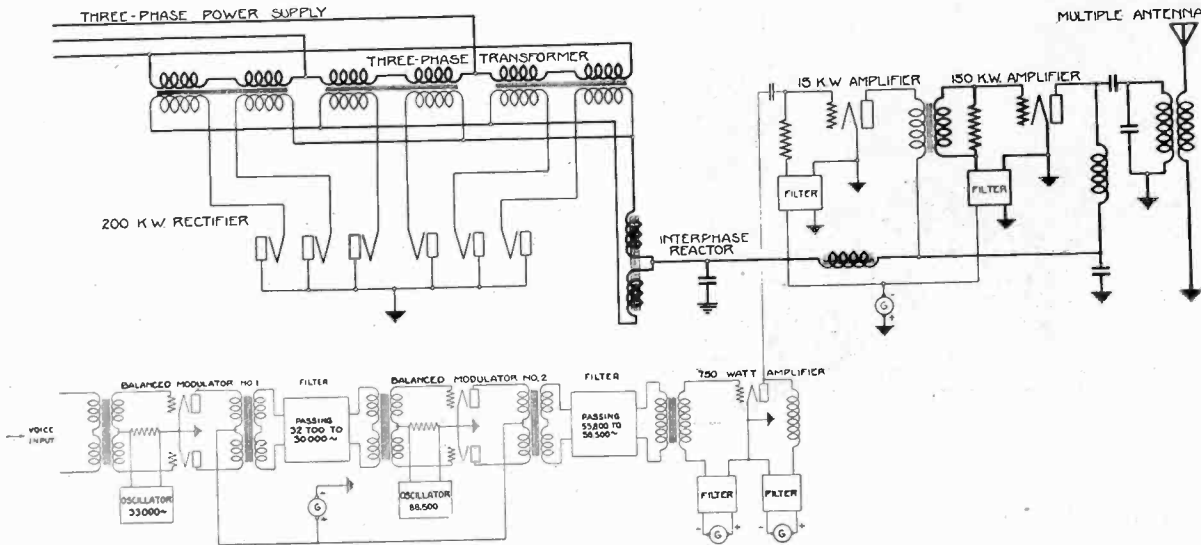 THREE-PHASE POWER SUPPLY
MULTIPLE ANTENNA
THREE-PHASE TRANSFORMER
15 K.W. AMPLIFIER
150 K.W. AMPLIFIER
FILTER
FILTER
200 K.W. RECTIFIER
INTERPHASE
REACTOR
G
BALANCED MODULATOR NO.1
FILTER
BALANCED MODULATOR NO.2
FILTER
750 WATT AMPLIFIER
VOICE
INPUT
PASSING
32 700 TO
30 000~
PASSING
55,800 TO
58,500~
OSCILLATOR
33000~
G
OSCILLATOR
88,500
FILTER
FILTER
G
G